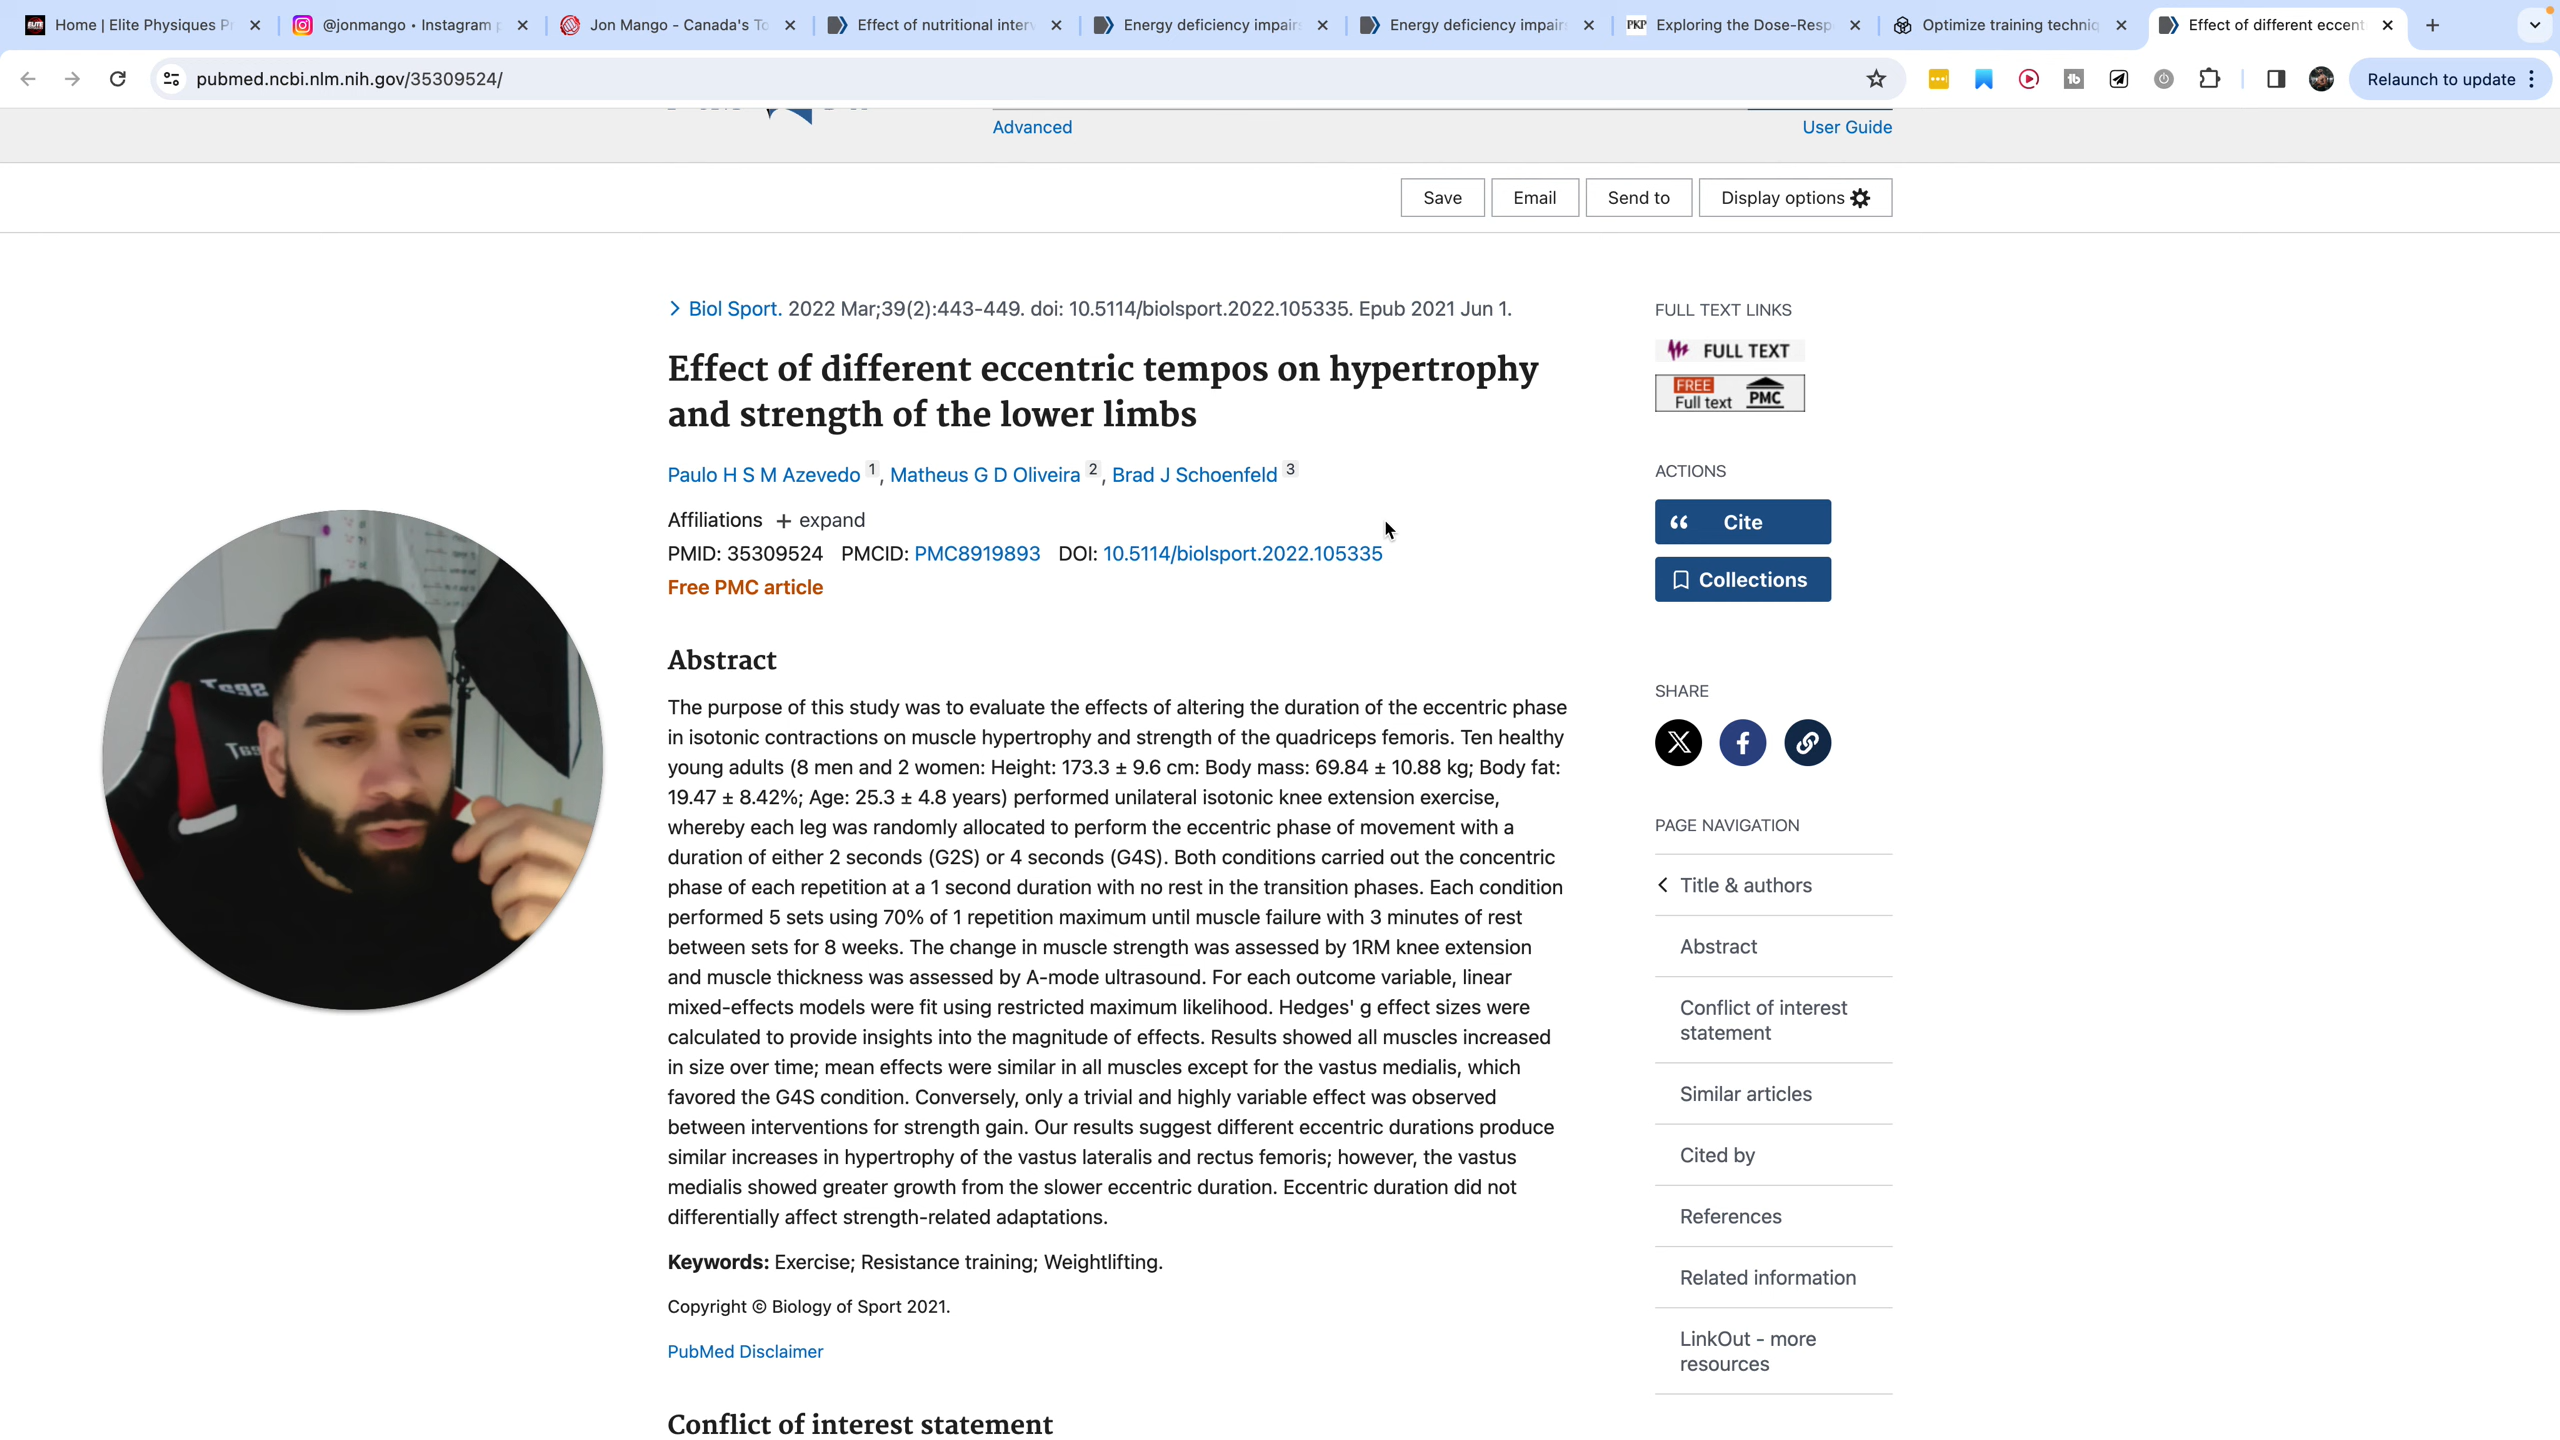 Home | Elite Physiques Pr
@jonmango • Instagram p
Jon Mango - Canada's To
Effect of nutritional interv
Energy deficiency impairs
Energy deficiency impairs
PKP Exploring the Dose-Resp
Optimize training techniq
Effect of different eccent
pubmed.ncbi.nlm.nih.gov/35309524/
Relaunch to update
Advanced
User Guide
Save
Email
Send to
Display options
Biol Sport. 2022 Mar;39(2):443-449. doi: 10.5114/biolsport.2022.105335. Epub 2021 Jun 1.
Effect of different eccentric tempos on hypertrophy
and strength of the lower limbs
Paulo H S M Azevedo 1, Matheus G D Oliveira 2, Brad J Schoenfeld 3
Affiliations + expand
PMID: 35309524 PMCID: PMC8919893 DOI: 10.5114/biolsport.2022.105335
Free PMC article
Abstract
The purpose of this study was to evaluate the effects of altering the duration of the eccentric phase
in isotonic contractions on muscle hypertrophy and strength of the quadriceps femoris. Ten healthy
young adults (8 men and 2 women: Height: 173.3 ± 9.6 cm: Body mass: 69.84 ± 10.88 kg; Body fat:
19.47 ± 8.42%; Age: 25.3 ± 4.8 years) performed unilateral isotonic knee extension exercise,
whereby each leg was randomly allocated to perform the eccentric phase of movement with a
duration of either 2 seconds (G2S) or 4 seconds (G4S). Both conditions carried out the concentric
phase of each repetition at a 1 second duration with no rest in the transition phases. Each condition
performed 5 sets using 70% of 1 repetition maximum until muscle failure with 3 minutes of rest
between sets for 8 weeks. The change in muscle strength was assessed by 1RM knee extension
and muscle thickness was assessed by A-mode ultrasound. For each outcome variable, linear
mixed-effects models were fit using restricted maximum likelihood. Hedges' g effect sizes were
calculated to provide insights into the magnitude of effects. Results showed all muscles increased
in size over time; mean effects were similar in all muscles except for the vastus medialis, which
favored the G4S condition. Conversely, only a trivial and highly variable effect was observed
between interventions for strength gain. Our results suggest different eccentric durations produce
similar increases in hypertrophy of the vastus lateralis and rectus femoris; however, the vastus
medialis showed greater growth from the slower eccentric duration. Eccentric duration did not
differentially affect strength-related adaptations.
Keywords: Exercise; Resistance training; Weightlifting.
Copyright © Biology of Sport 2021.
PubMed Disclaimer
Conflict of interest statement
FULL TEXT LINKS
FULL TEXT
FREE
Full text PMC
ACTIONS
Cite
Collections
SHARE
PAGE NAVIGATION
Title & authors
Abstract
Conflict of interest
statement
Similar articles
Cited by
References
Related information
LinkOut - more
resources